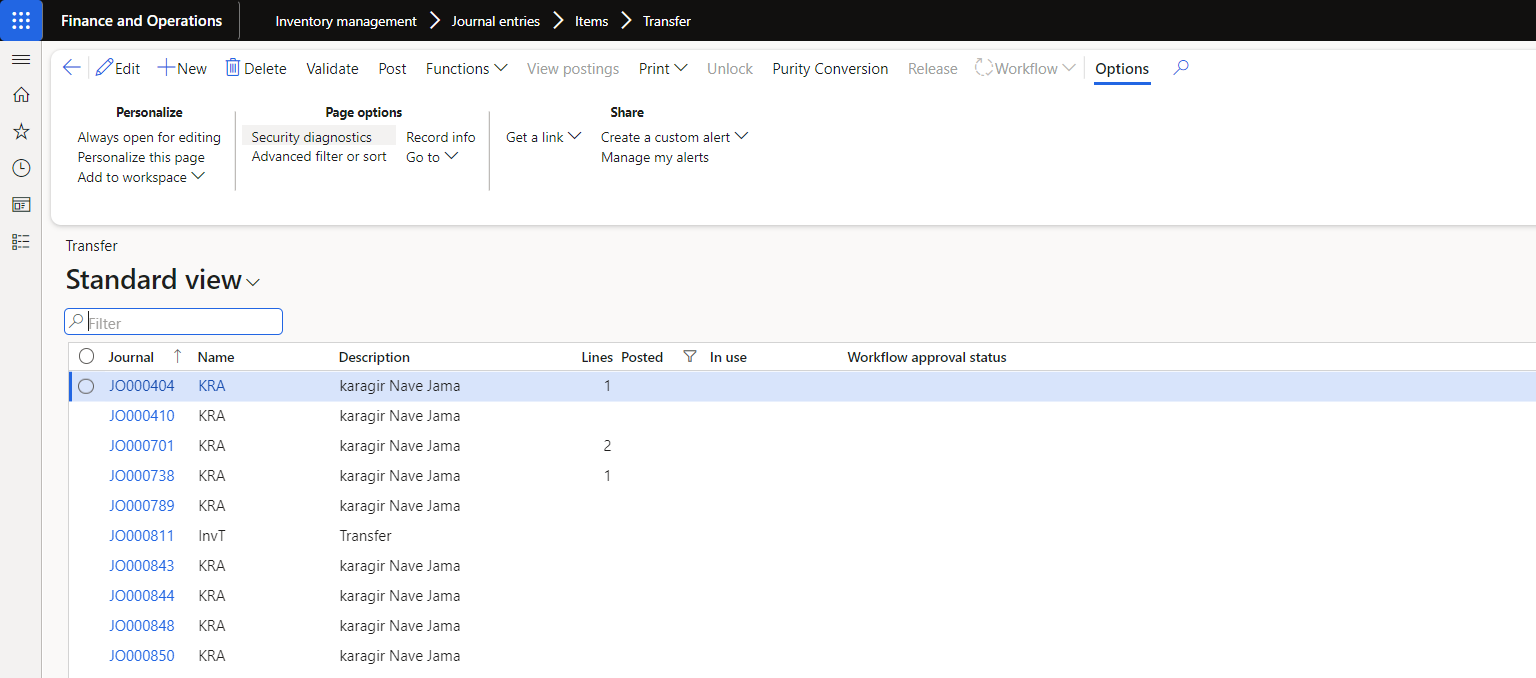 Finance and Operations Inventory management Journal entries Items Transfer
Edit New Delete Validate Post Functions View postings Print Unlock Purity Conversion Release Workflow Options
Personalize Page options Share
Always open for editing Security diagnostics Record info Get a link Create a custom alert
Personalize this page Advanced filter or sort Go to Manage my alerts
Add to workspace
Transfer
Standard view
Filter
Journal Name Description Lines Posted In use Workflow approval status
JO000404 KRA karagir Nave Jama 1
JO000410 KRA karagir Nave Jama
JO000701 KRA karagir Nave Jama 2
JO000738 KRA karagir Nave Jama 1
JO000789 KRA karagir Nave Jama
JO000811 InvT Transfer
JO000843 KRA karagir Nave Jama
JO000844 KRA karagir Nave Jama
JO000848 KRA karagir Nave Jama
JO000850 KRA karagir Nave Jama